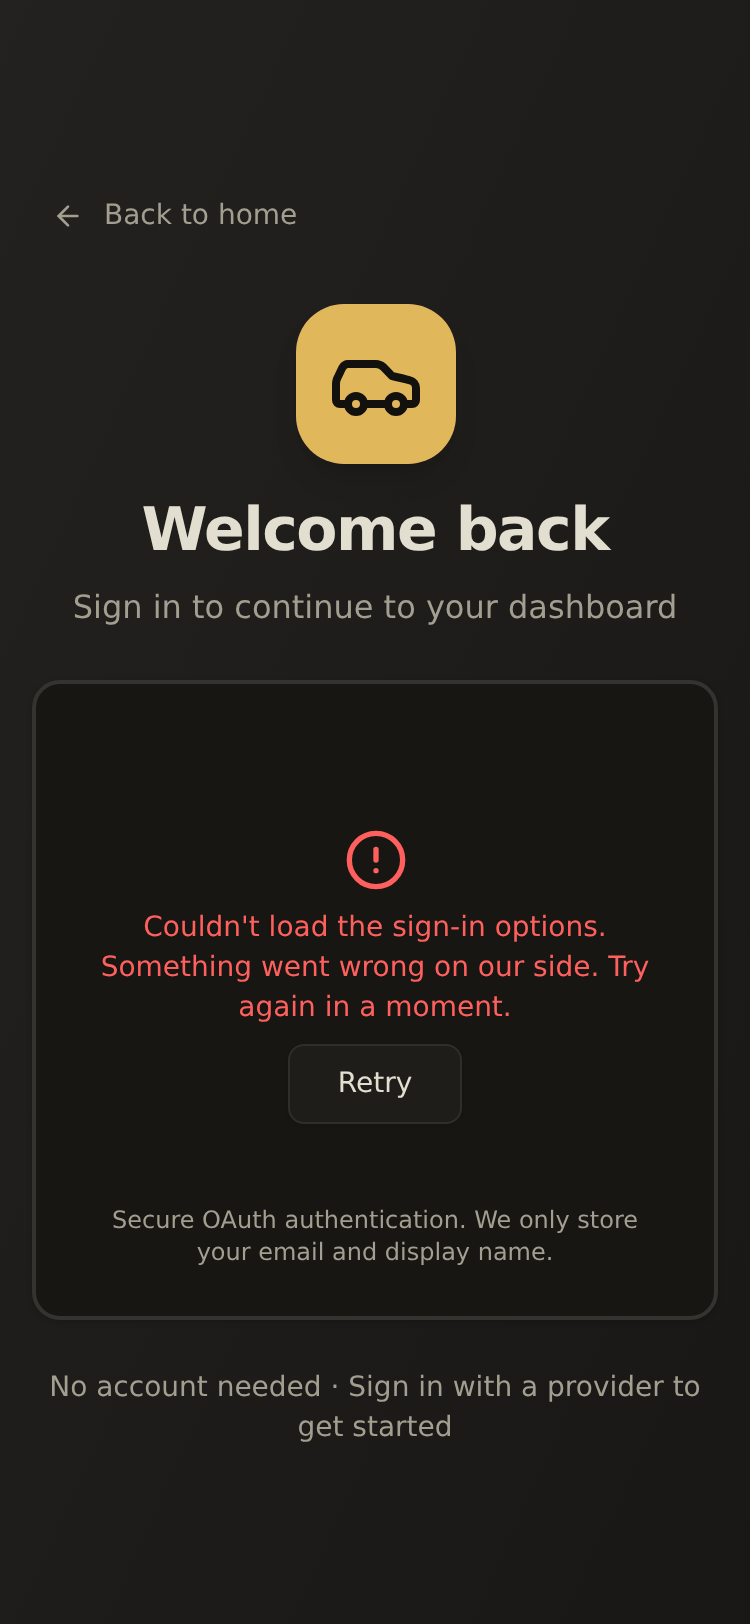 Back to home
Welcome back
Sign in to continue to your dashboard
Couldn't load the sign-in options.
Something went wrong on our side. Try
again in a moment.
Retry
Secure OAuth authentication. We only store
your email and display name.
No account needed · Sign in with a provider to
get started